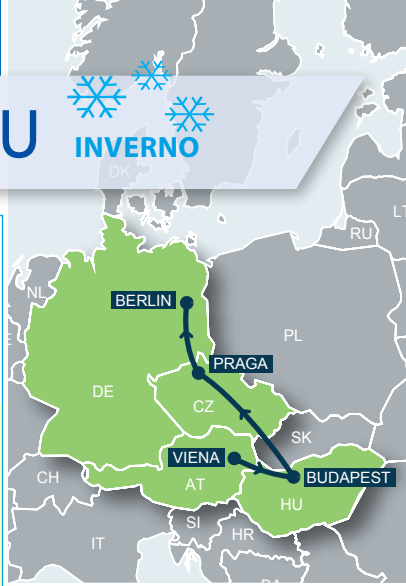 U
INVERNO
DK
LT
RU
NL
BERLIN
PL
PRAGA
DE
CZ
SK
VIENA
CH
AT
BUDAPEST
HU
SI
HR
IT